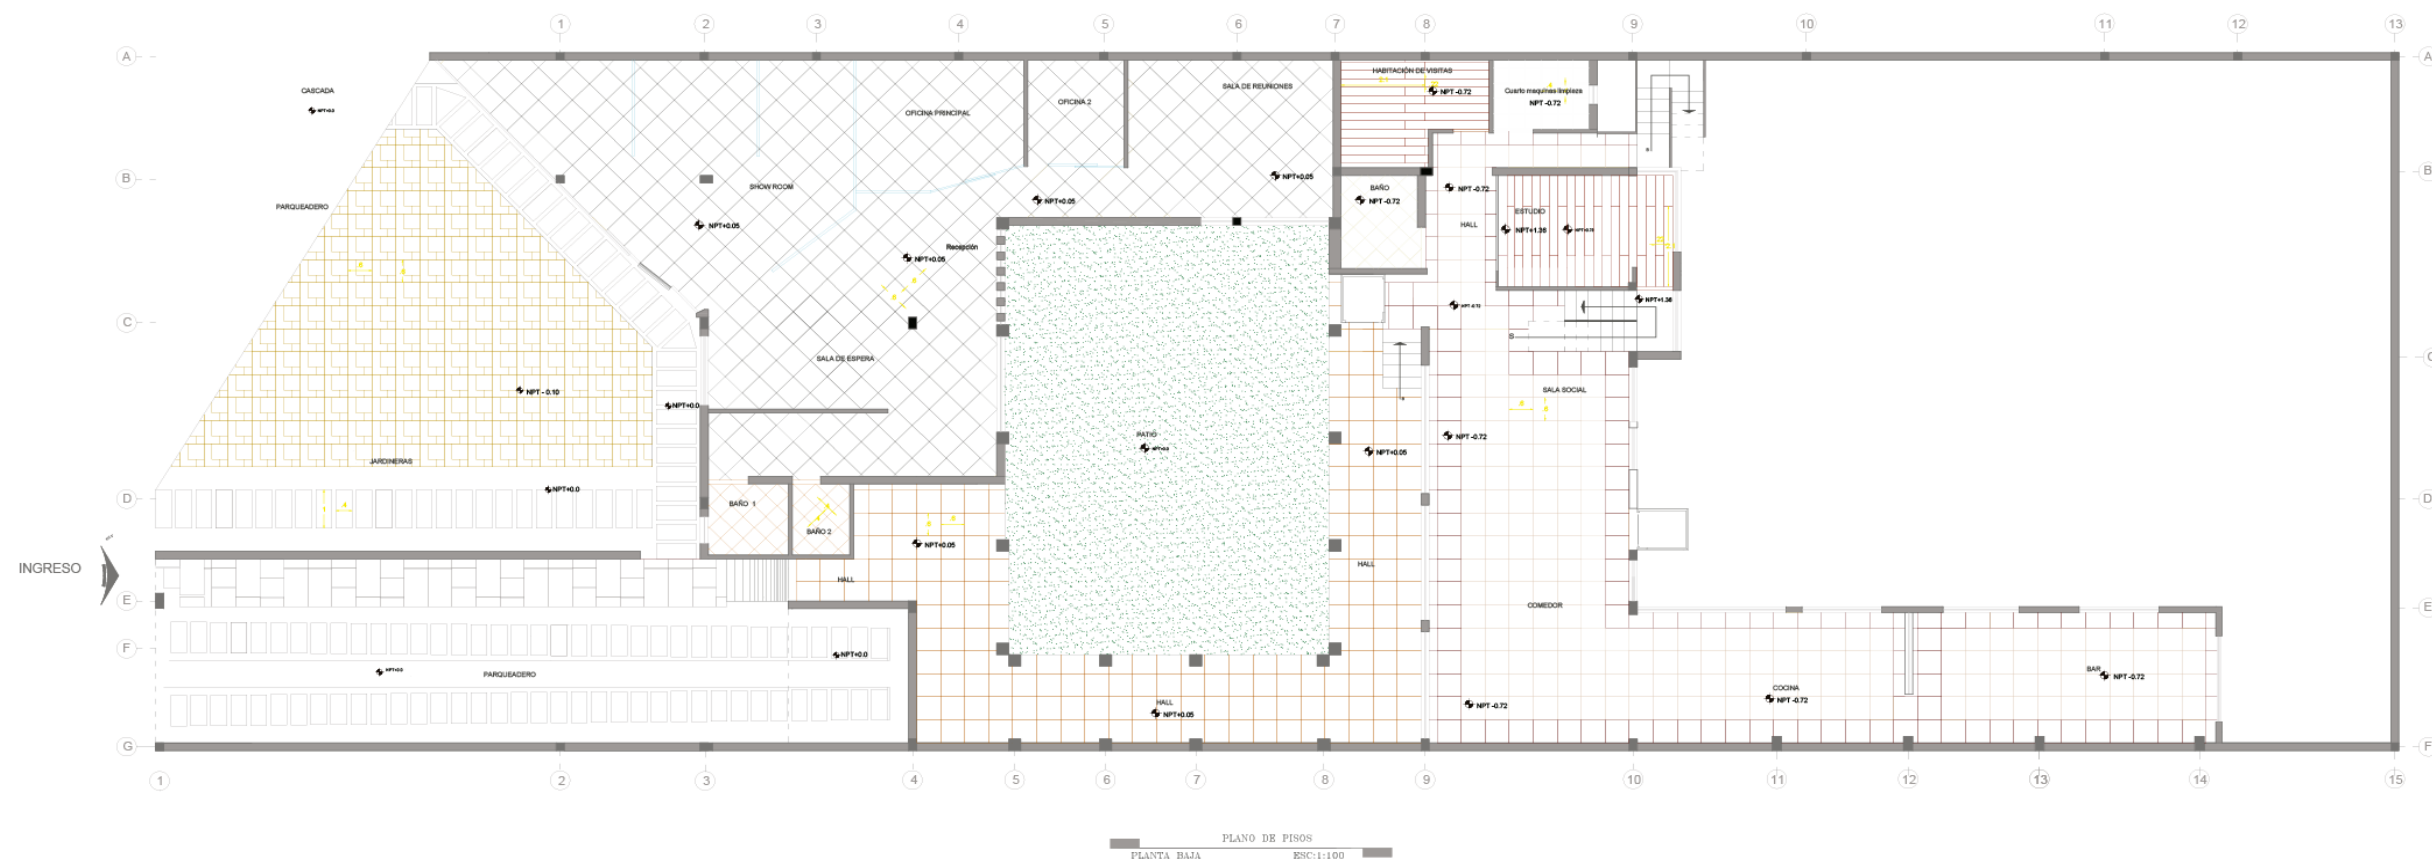 1 2 3 4 5 6 7 8 9 10 11 12 13
A A
CASCADA
NPT+0.0
OFICINA PRINCIPAL
OFICINA 2
SALA DE REUNIONES
HABITACIÓN DE VISITAS
NPT -0.72
Cuarto maquinas limpieza
NPT -0.72
B B
PARQUEADERO
SHOW ROOM
NPT+0.05
NPT+0.05
NPT+0.05
BAÑO
NPT -0.72
NPT -0.72
HALL
ESTUDIO
NPT+1.36
Recepción
NPT+0.05
NPT+1.36
C C
SALA DE ESPERA
NPT - 0.10
NPT+0.0
SALA SOCIAL
NPT -0.72
PATIO
NPT+0.05
JARDINERAS
NPT+0.0
D D
BAÑO 1
BAÑO 2
NPT+0.05
INGRESO
HALL
HALL
COMEDOR
E E
F
NPT+0.0
NPT+0.0
PARQUEADERO
HALL
NPT+0.05
NPT -0.72
COCINA
NPT -0.72
BAR
NPT -0.72
G F
1 2 3 4 5 6 7 8 9 10 11 12 13 14 15
PLANO DE PISOS
PLANTA BAJA ESC:1:100